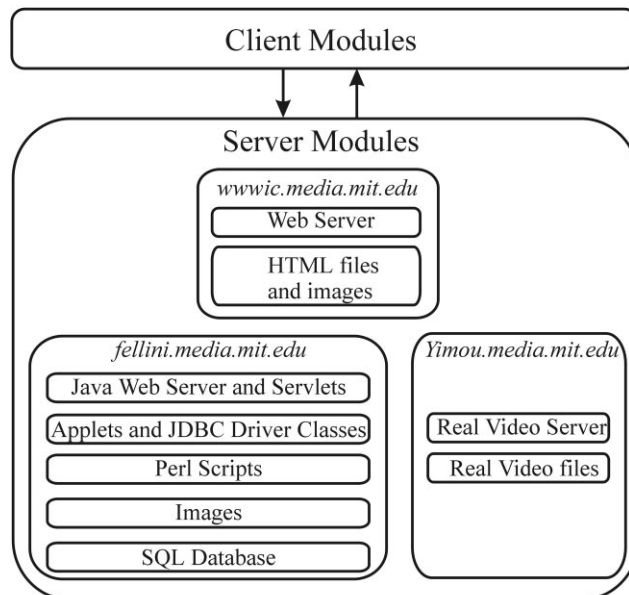 Client Modules
Server Modules
wwwic.media.mit.edu
Web Server
HTML files
and images
fellini.media.mit.edu
Java Web Server and Servlets
Applets and JDBC Driver Classes
Perl Scripts
Images
SQL Database
Yimou.media.mit.edu
Real Video Server
Real Video files